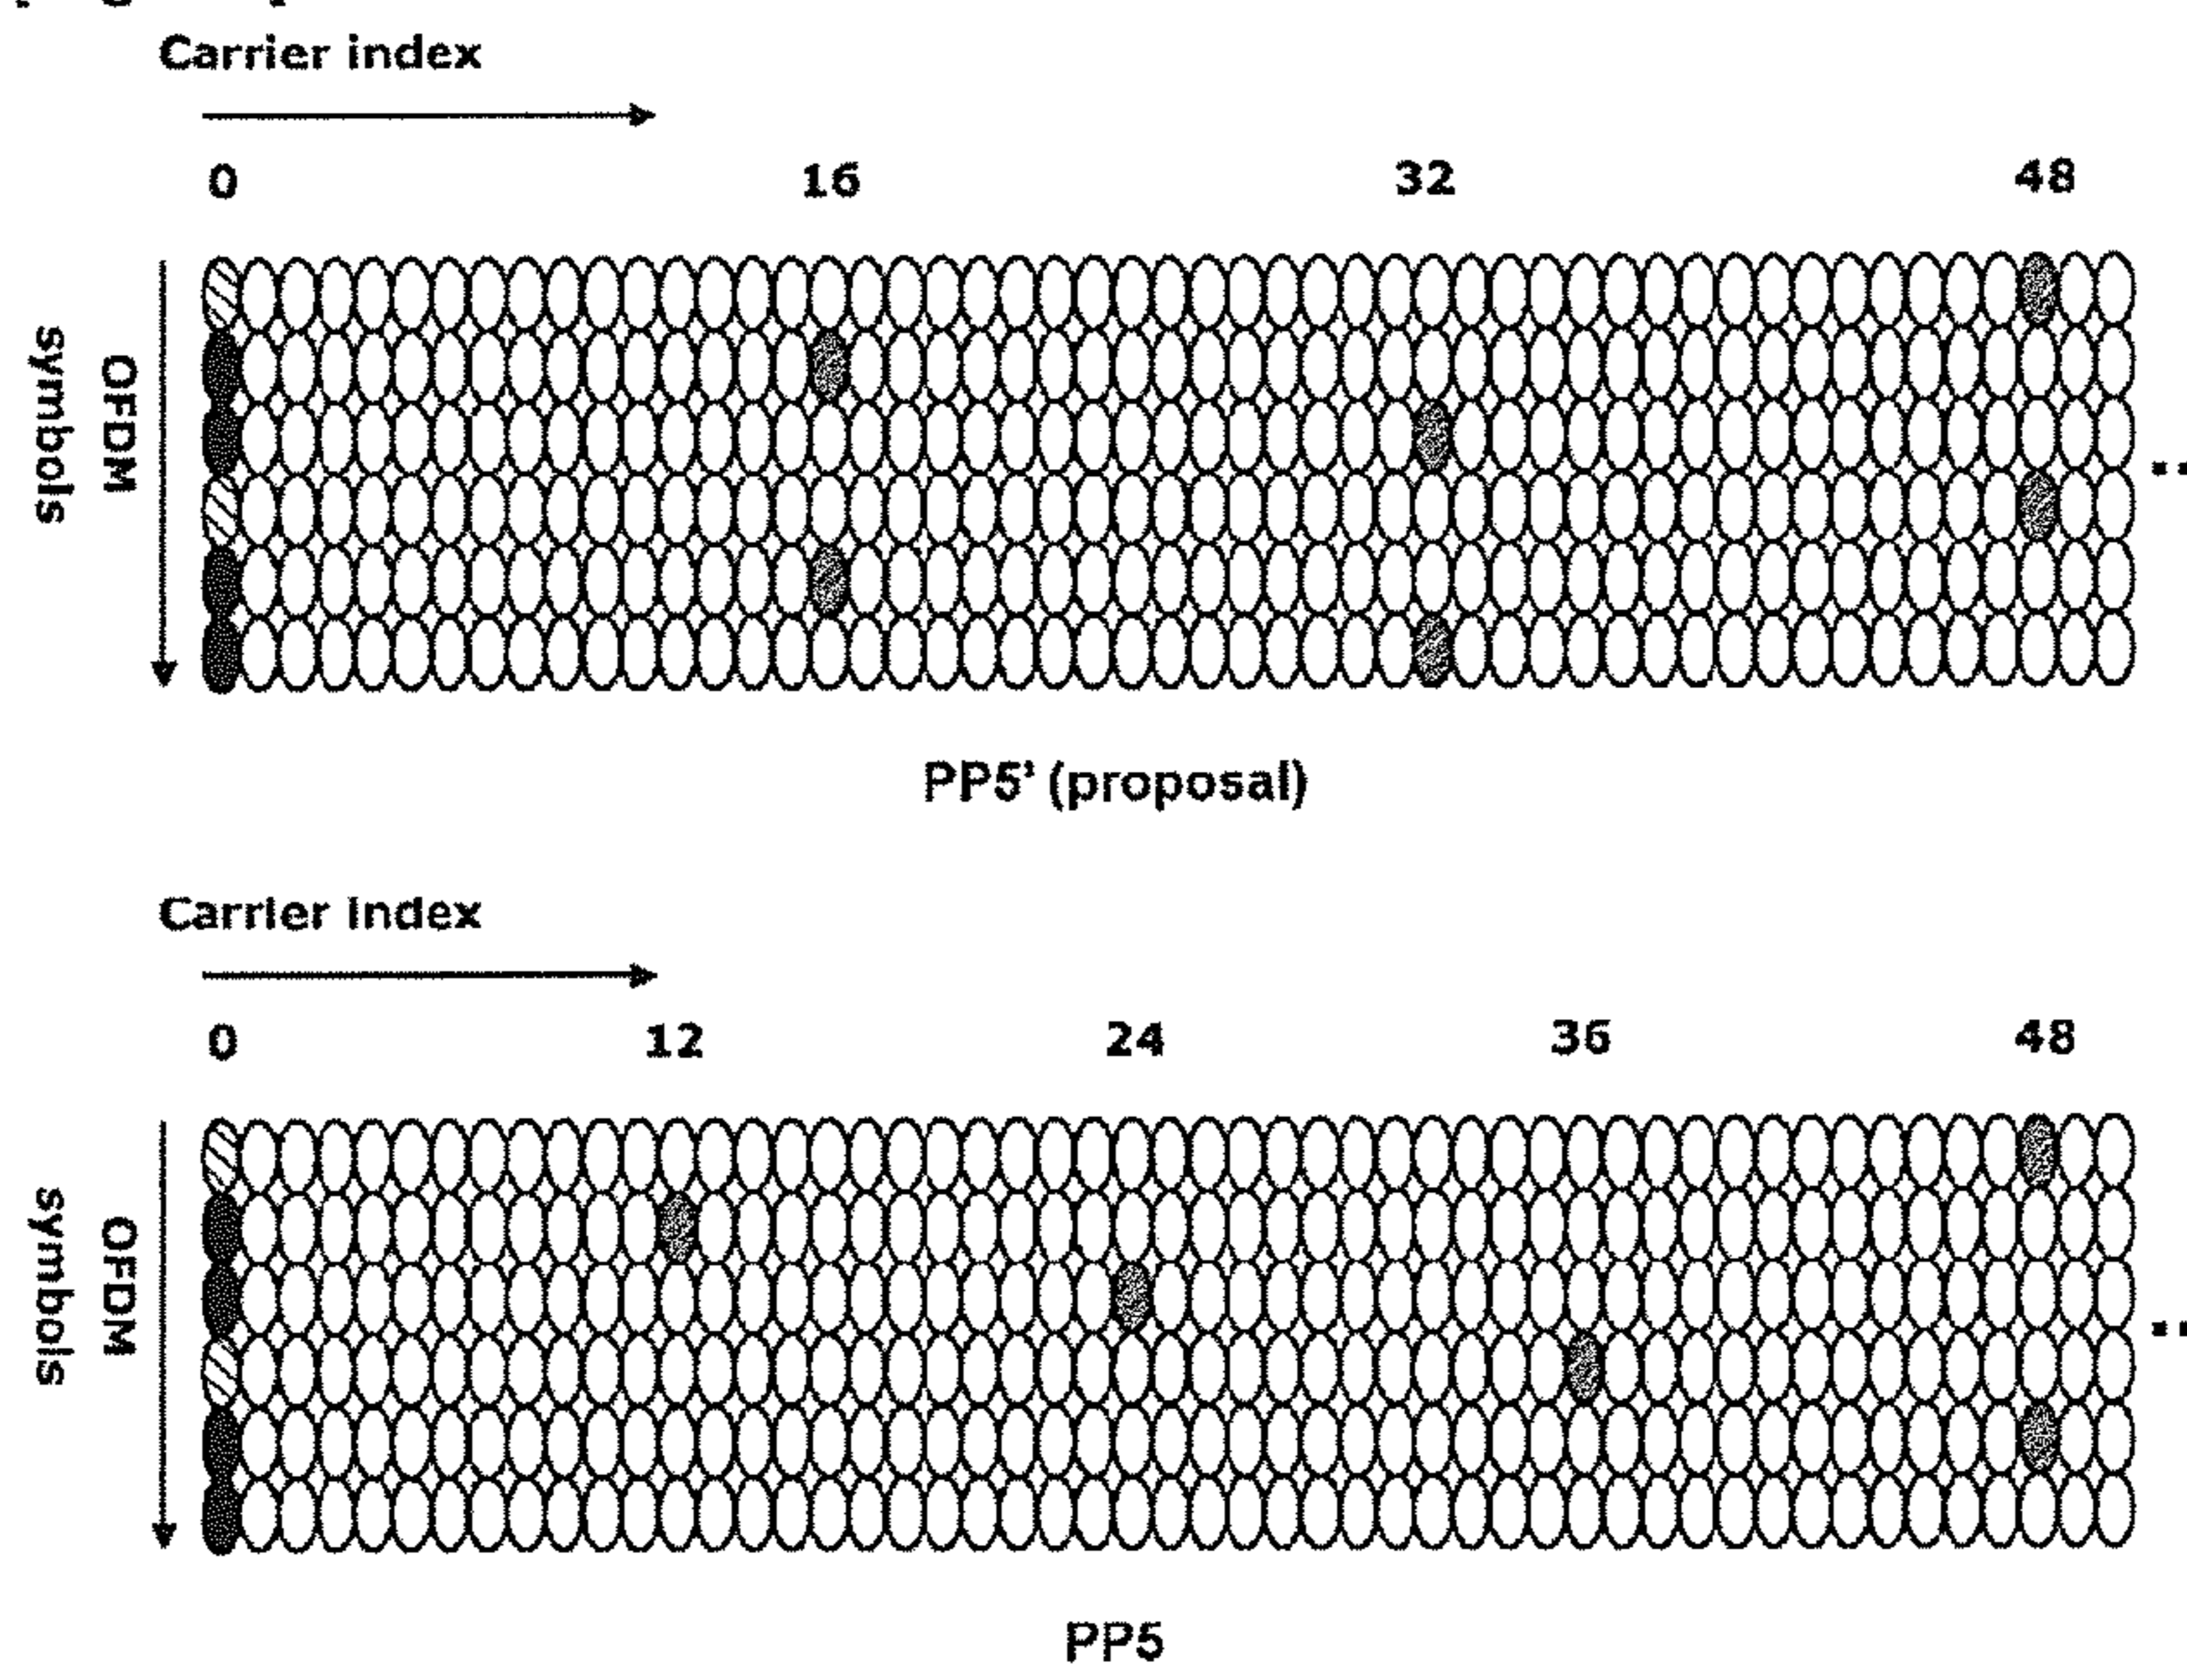 Carrier index
0 16 32 48
OFDM
symbols
PP5' (proposal)
Carrier index
0 12 24 36 48
OFDM
symbols
PP5